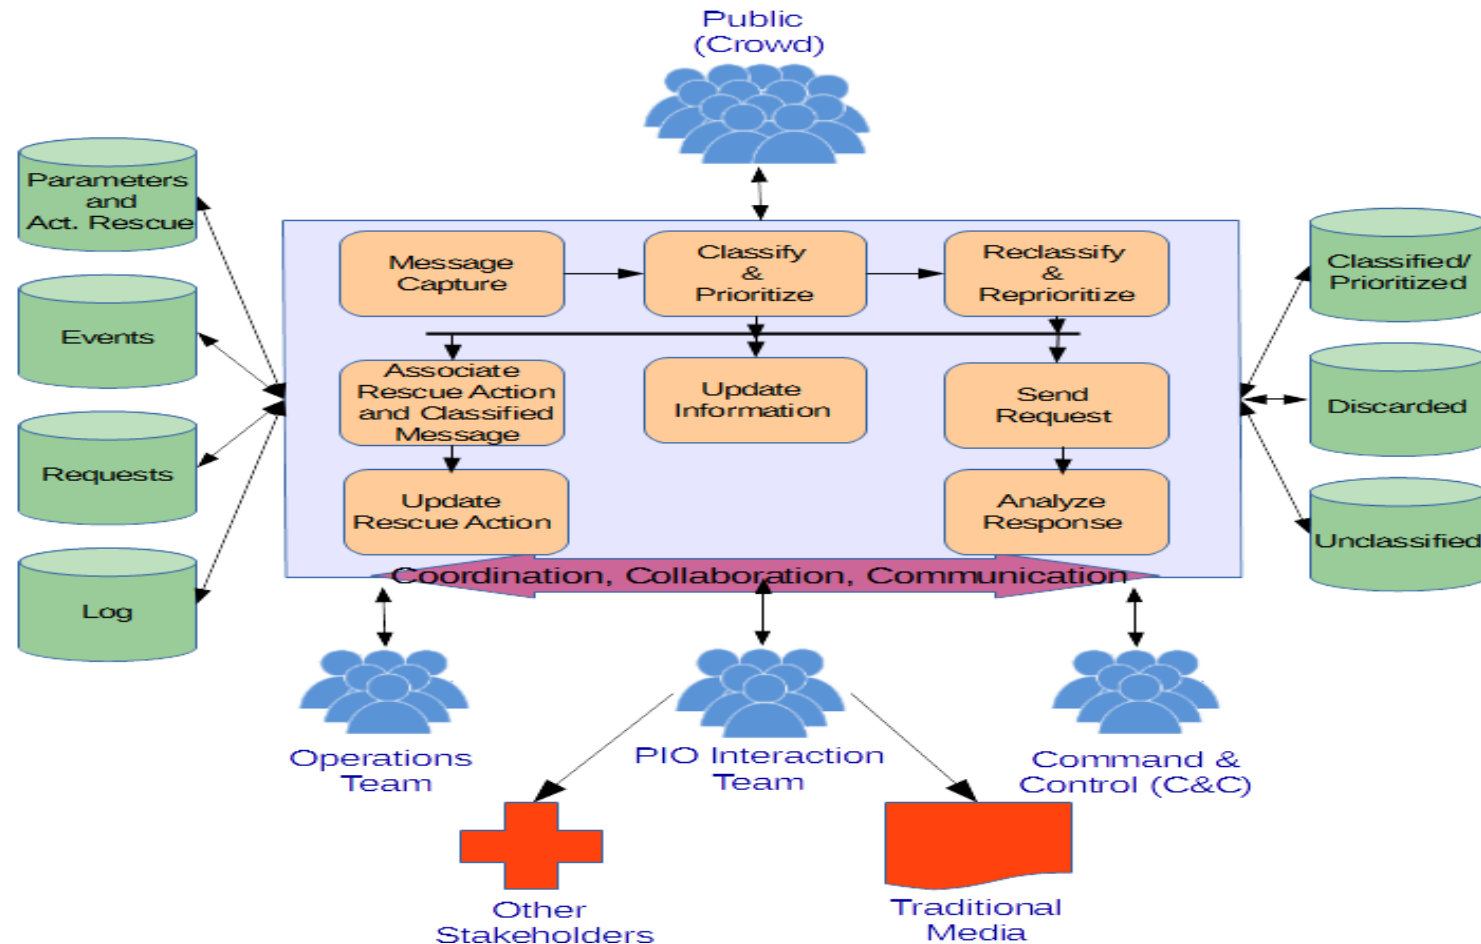 Public
(Crowd)
Parameters
and
Act. Rescue
Events
Requests
Log
Message
Capture
Classify
&
Prioritize
Reclassify
&
Reprioritize
Associate
Rescue Action
and Classified
Message
Update
Information
Send
Request
Update
Rescue Action
Analyze
Response
Coordination, Collaboration, Communication
Classified/
Prioritized
Discarded
Unclassified
Operations
Team
PIO Interaction
Team
Command &
Control (C&C)
Other
Stakeholders
Traditional
Media